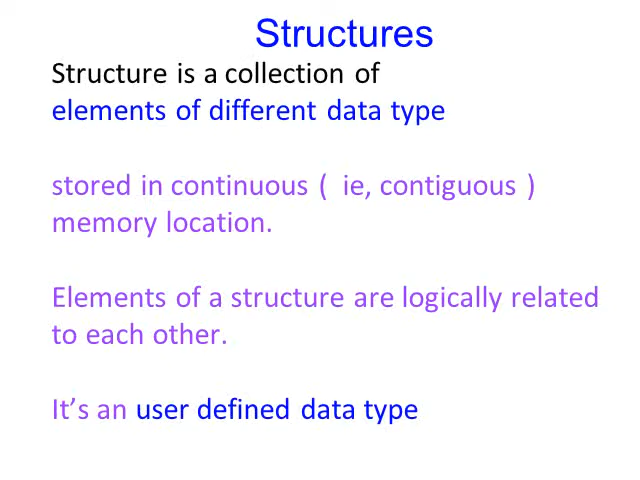 Structures
Structure is a collection of
elements of different data type
stored in continuous ( ie, contiguous )
memory location.
Elements of a structure are logically related
to each other.
It’s an user defined data type